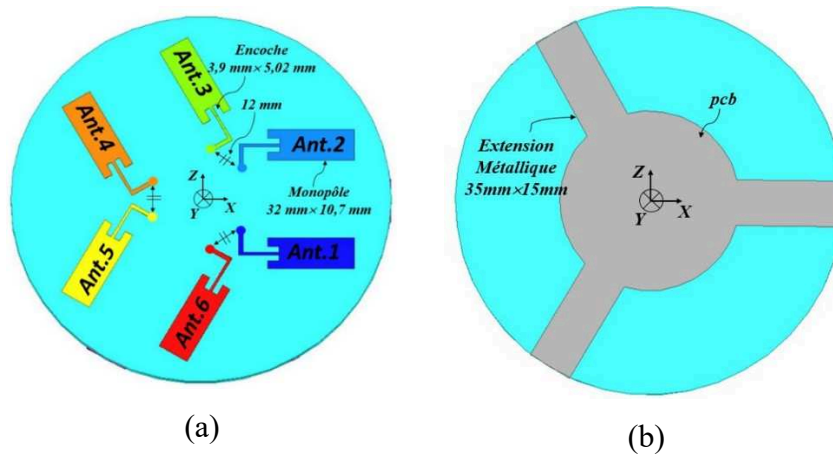 Encoche
3,9 mm×5,02 mm
Ant.3
12 mm
Ant.4
Ant.2
Z
X
Y
Monopôle
32 mm×10,7 mm
Ant.5
Ant.1
Ant.6
(a)
pcb
Extension
Métallique
35mm×15mm
Z
X
Y
(b)